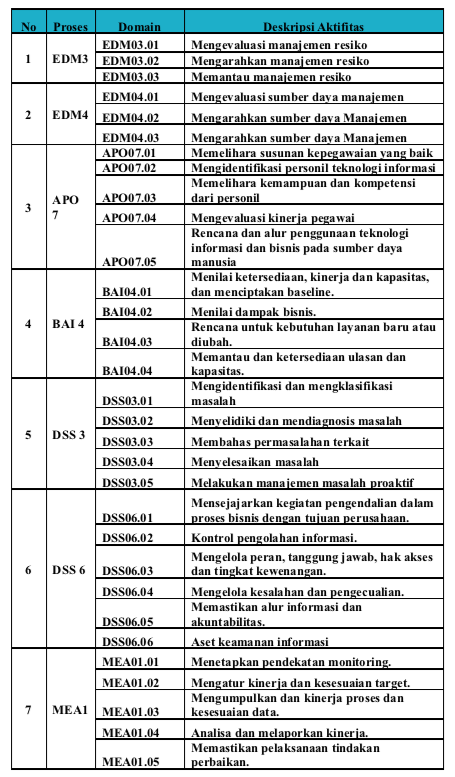 No Proses Domain Deskripsi Aktifitas
1 EDM3 EDM03.01 Mengevaluasi manajemen resiko
EDM03.02 Mengarahkan manajemen resiko
EDM03.03 Memantau manajemen resiko
2 EDM4 EDM04.01 Mengevaluasi sumber daya manajemen
EDM04.02 Mengarahkan sumber daya Manajemen
EDM04.03 Mengarahkan sumber daya Manajemen
3 APO 7 APO07.01 Memelihara susunan kepegawaian yang baik
APO07.02 Mengidentifikasi personil teknologi informasi
APO07.03 Memelihara kemampuan dan kompetensi
dari personil
APO07.04 Mengevaluasi kinerja pegawai
APO07.05 Rencana dan alur penggunaan teknologi
informasi dan bisnis pada sumber daya
manusia
4 BAI 4 BAI04.01 Menilai ketersediaan, kinerja dan kapasitas,
dan menciptakan baseline.
BAI04.02 Menilai dampak bisnis.
BAI04.03 Rencana untuk kebutuhan layanan baru atau
diubah.
BAI04.04 Memantau dan ketersediaan ulasan dan
kapasitas.
5 DSS 3 DSS03.01 Mengidentifikasi dan mengklasifikasi
masalah
DSS03.02 Menyelidiki dan mendiagnosis masalah
DSS03.03 Membahas permasalahan terkait
DSS03.04 Menyelesaikan masalah
DSS03.05 Melakukan manajemen masalah proaktif
6 DSS 6 DSS06.01 Mensejajarkan kegiatan pengendalian dalam
proses bisnis dengan tujuan perusahaan.
DSS06.02 Kontrol pengolahan informasi.
DSS06.03 Mengelola peran, tanggung jawab, hak akses
dan tingkat kewenangan.
DSS06.04 Mengelola kesalahan dan pengecualian.
DSS06.05 Memastikan alur informasi dan
akuntabilitas.
DSS06.06 Aset keamanan informasi
7 MEA1 MEA01.01 Menetapkan pendekatan monitoring.
MEA01.02 Mengatur kinerja dan kesesuaian target.
MEA01.03 Mengumpulkan dan kinerja proses dan
kesesuaian data.
MEA01.04 Analisa dan melaporkan kinerja.
MEA01.05 Memastikan pelaksanaan tindakan
perbaikan.